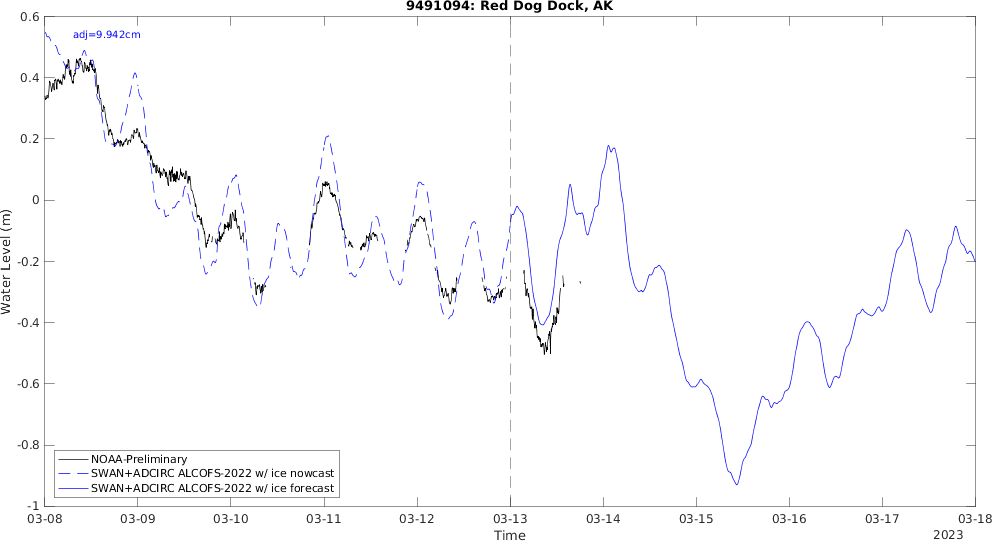 9491094: Red Dog Dock, AK
adj=9.942cm
0.6
0.4
0.2
0
-0.2
-0.4
-0.6
-0.8
-1
Water Level (m)
NOAA-Preliminary
SWAN+ADCIRC ALCOFS-2022 w/ ice nowcast
SWAN+ADCIRC ALCOFS-2022 w/ ice forecast
03-08 03-09 03-10 03-11 03-12 03-13 03-14 03-15 03-16 03-17 03-18
Time
2023